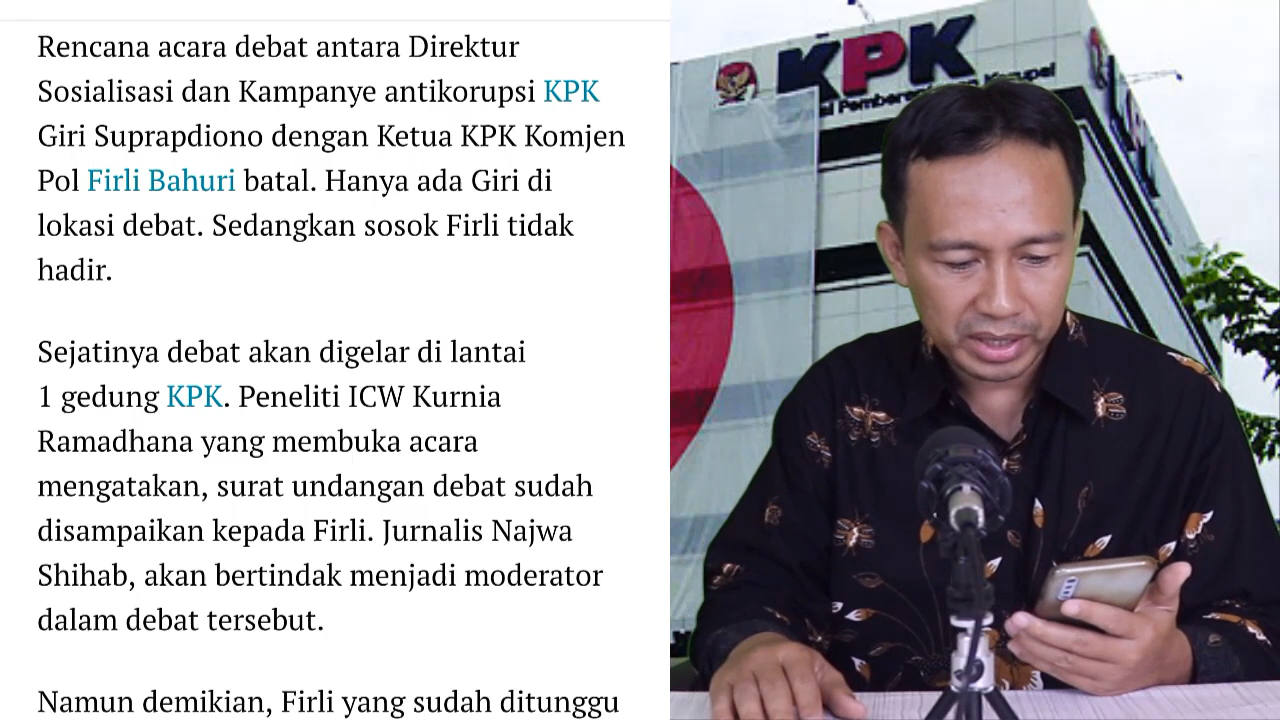 Rencana acara debat antara Direktur
Sosialisasi dan Kampanye antikorupsi KPK
Giri Suprapdiono dengan Ketua KPK Komjen
Pol Firli Bahuri batal. Hanya ada Giri di
lokasi debat. Sedangkan sosok Firli tidak
hadir.
Sejatinya debat akan digelar di lantai
1 gedung KPK. Peneliti ICW Kurnia
Ramadhana yang membuka acara
mengatakan, surat undangan debat sudah
disampaikan kepada Firli. Jurnalis Najwa
Shihab, akan bertindak menjadi moderator
dalam debat tersebut.
Namun demikian, Firli yang sudah ditunggu
KPK